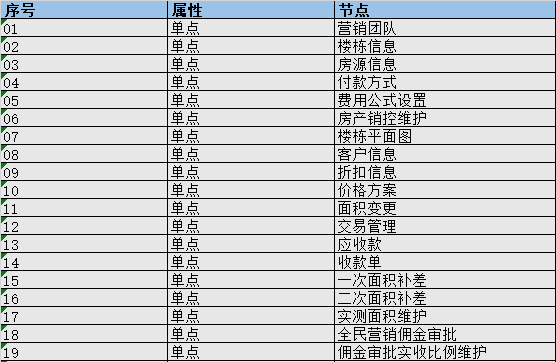 序号 属性 节点
01 单点 营销团队
02 单点 楼栋信息
03 单点 房源信息
04 单点 付款方式
05 单点 费用公式设置
06 单点 房产销控维护
07 单点 楼栋平面图
08 单点 客户信息
09 单点 折扣信息
10 单点 价格方案
11 单点 面积变更
12 单点 交易管理
13 单点 应收款
14 单点 收款单
15 单点 一次面积补差
16 单点 二次面积补差
17 单点 实测面积维护
18 单点 全民营销佣金审批
19 单点 佣金审批实收比例维护